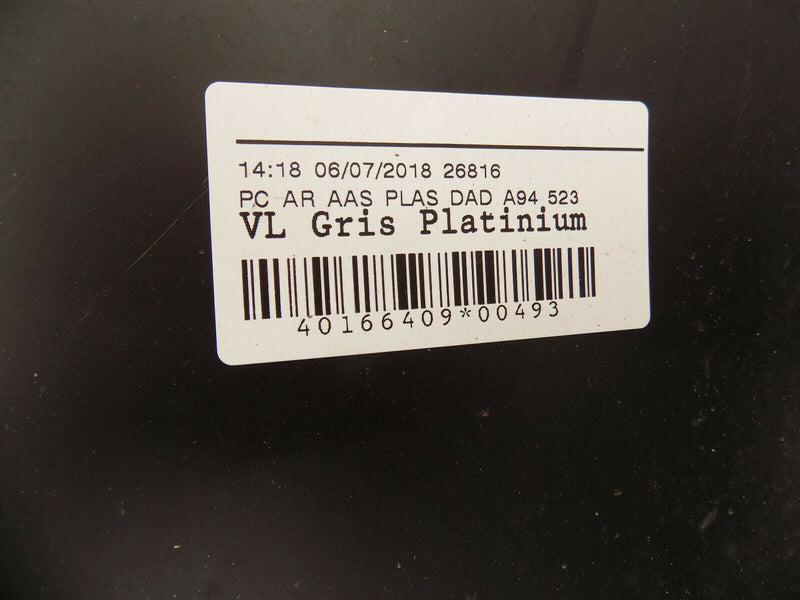 14:18 06/07/2018 26816
PC AR AAS PLAS DAD A94 523
VL Gris Platinium
40166409*00493